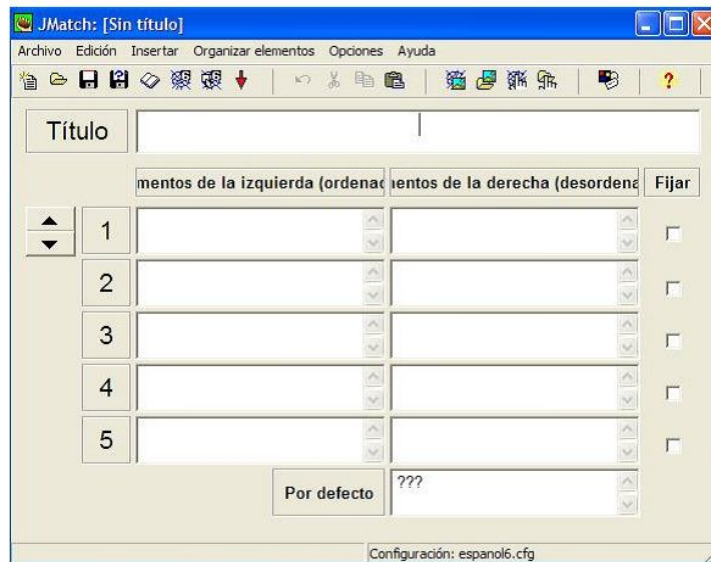 JMatch: [Sin título]
Archivo Edición Insertar Organizar elementos Opciones Ayuda
Título
mentos de la izquierda (ordenad mentos de la derecha (desordena Fijar
1
2
3
4
5
Por defecto ???
Configuración: espanol6.cfg